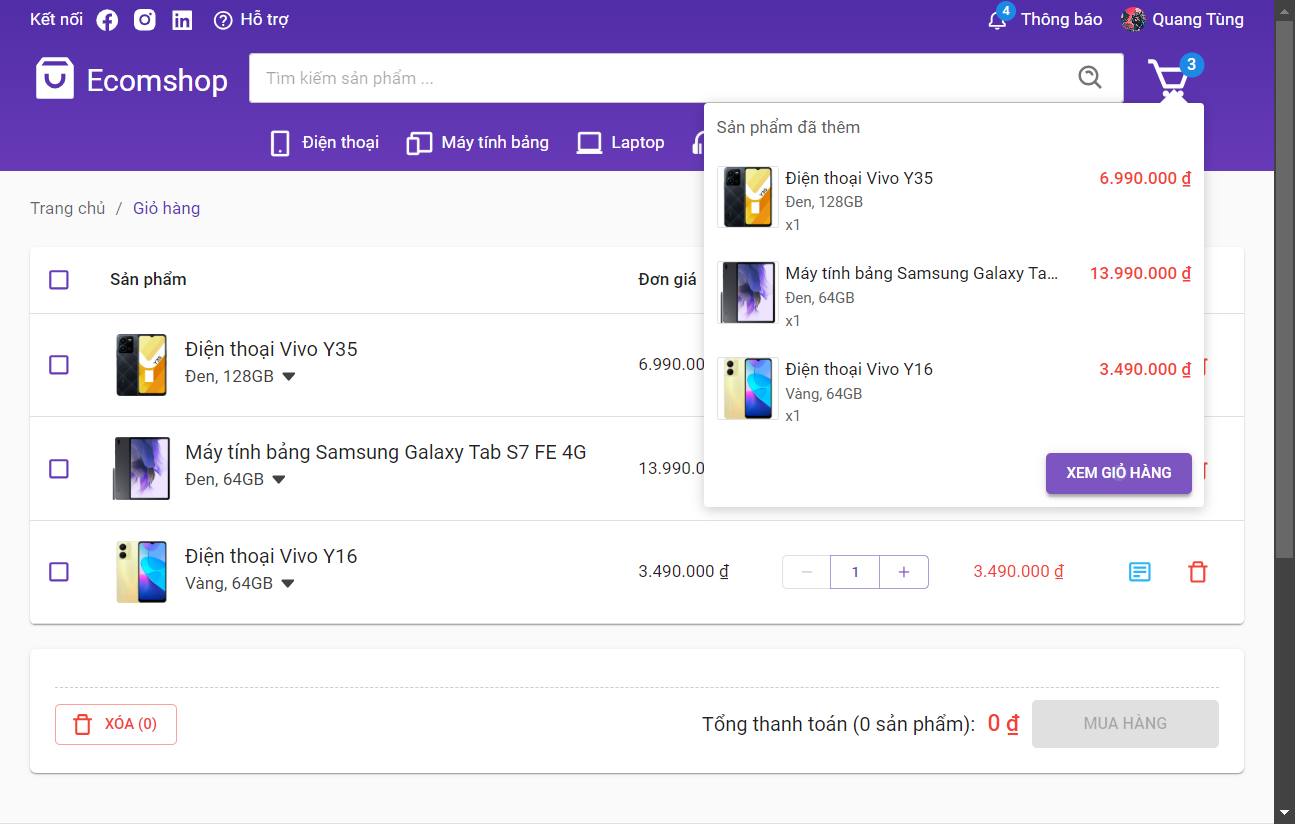 Kết nối
Hỗ trợ
4
Thông báo
Quang Tùng
Ecomshop
Tìm kiếm sản phẩm ...
3
Điện thoại
Máy tính bảng
Laptop
Sản phẩm đã thêm
Điện thoại Vivo Y35
6.990.000 ₫
Đen, 128GB
x1
Máy tính bảng Samsung Galaxy Ta...
13.990.000 ₫
Đen, 64GB
x1
Điện thoại Vivo Y16
3.490.000 ₫
Vàng, 64GB
x1
XEM GIỎ HÀNG
Trang chủ / Giỏ hàng
Sản phẩm
Đơn giá
Điện thoại Vivo Y35
Đen, 128GB
6.990.00
Máy tính bảng Samsung Galaxy Tab S7 FE 4G
Đen, 64GB
13.990.0
Điện thoại Vivo Y16
Vàng, 64GB
3.490.000 ₫
− 1 +
3.490.000 ₫
XÓA (0)
Tổng thanh toán (0 sản phẩm): 0 ₫
MUA HÀNG